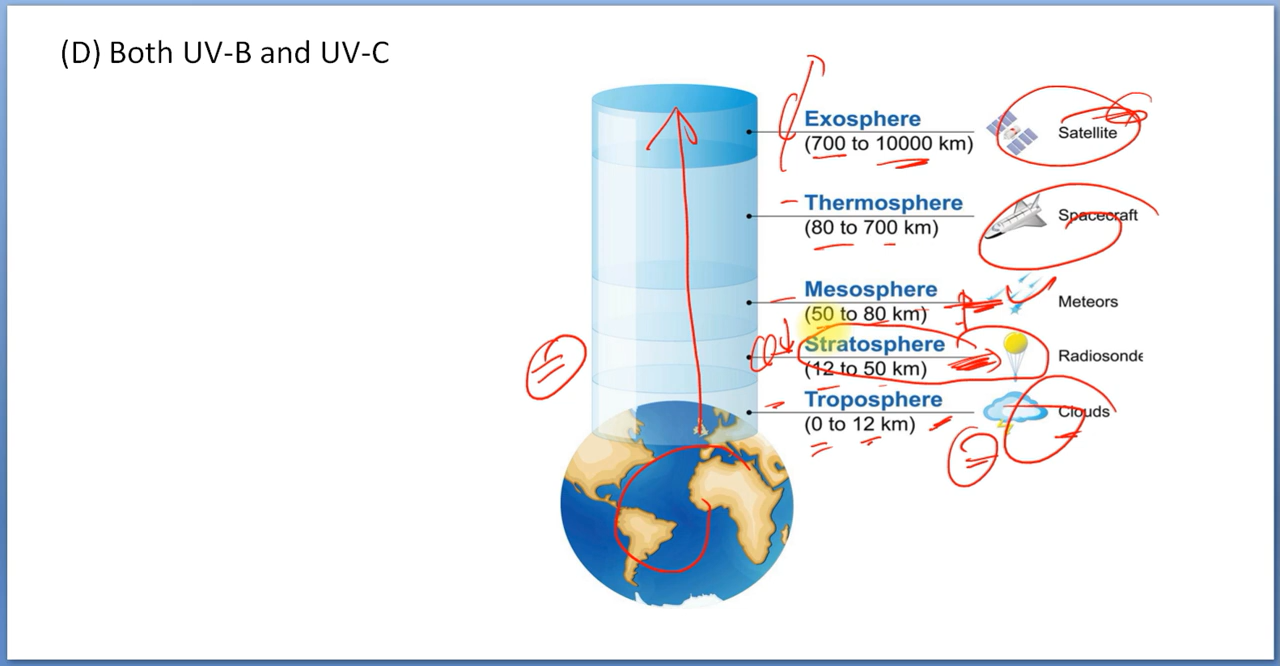 (D) Both UV-B and UV-C
Exosphere
(700 to 10000 km)
Satellite
Thermosphere
(80 to 700 km)
Spacecraft
Mesosphere
(50 to 80 km)
Meteors
Stratosphere
(12 to 50 km)
Radiosonde
Troposphere
(0 to 12 km)
Clouds